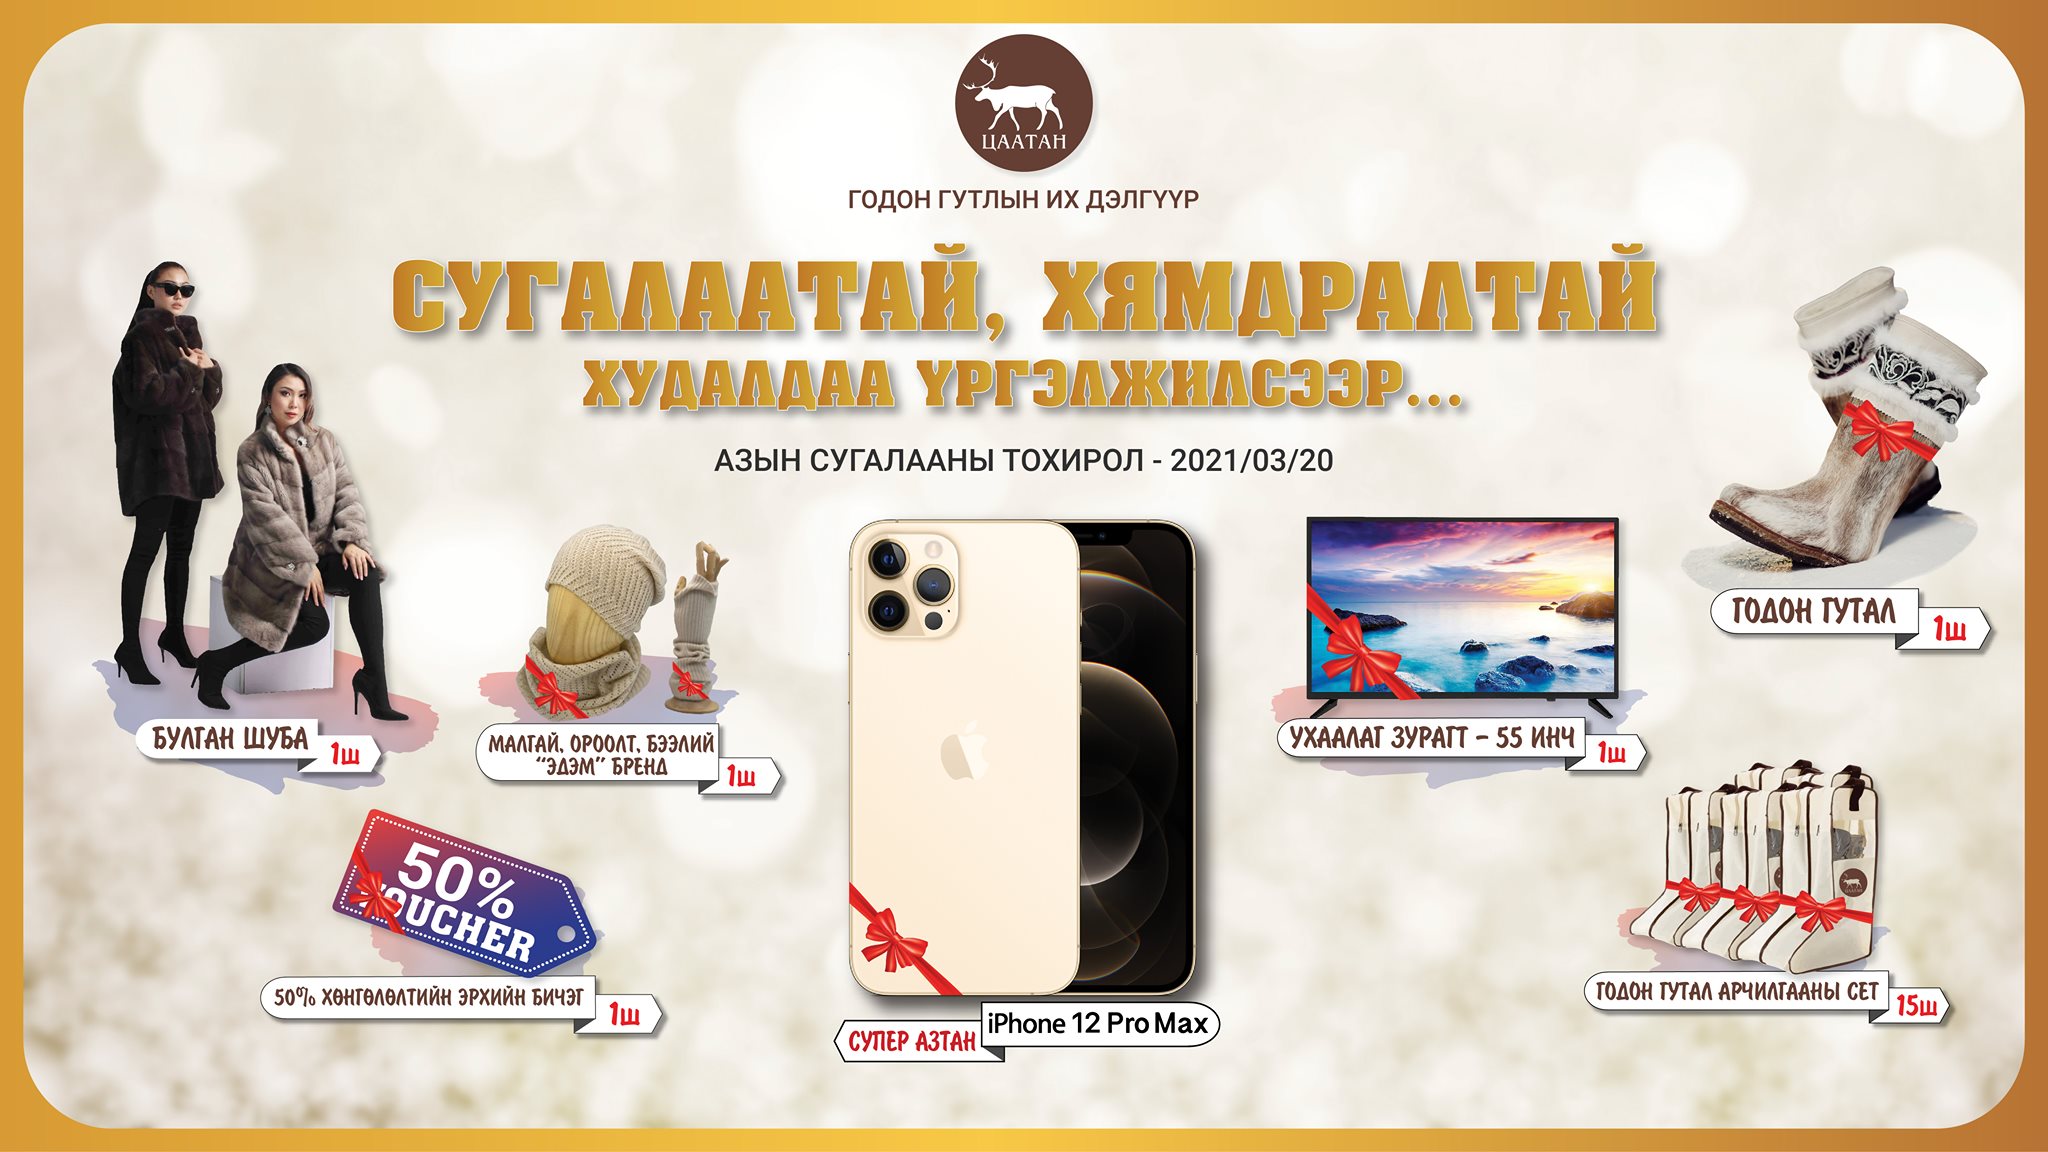 ЦААТАН
ГОДОН ГУТЛЫН ИХ ДЭЛГҮҮР
СУГАЛААТАЙ, ХЯМДРАЛТАЙ
ХУДАЛДАА ҮРГЭЛЖИЛСЭЭР...
АЗЫН СУГАЛААНЫ ТОХИРОЛ - 2021/03/20
БУЛГАН ШУБА
1ш
МАЛГАЙ, ОРООЛТ, БЭЭЛИЙ
“ЭДЭМ” БРЕНД
1ш
50%
VOUCHER
50% ХӨНГӨЛӨЛТИЙН ЭРХИЙН БИЧЭГ
1ш
СУПЕР АЗТАН
iPhone 12 Pro Max
УХААЛАГ ЗУРАГТ – 55 ИНЧ
1ш
ГОДОН ГУТАЛ
1ш
ЦААТАН
ГОДОН ГУТАЛ АРЧИЛГААНЫ СЕТ
15ш